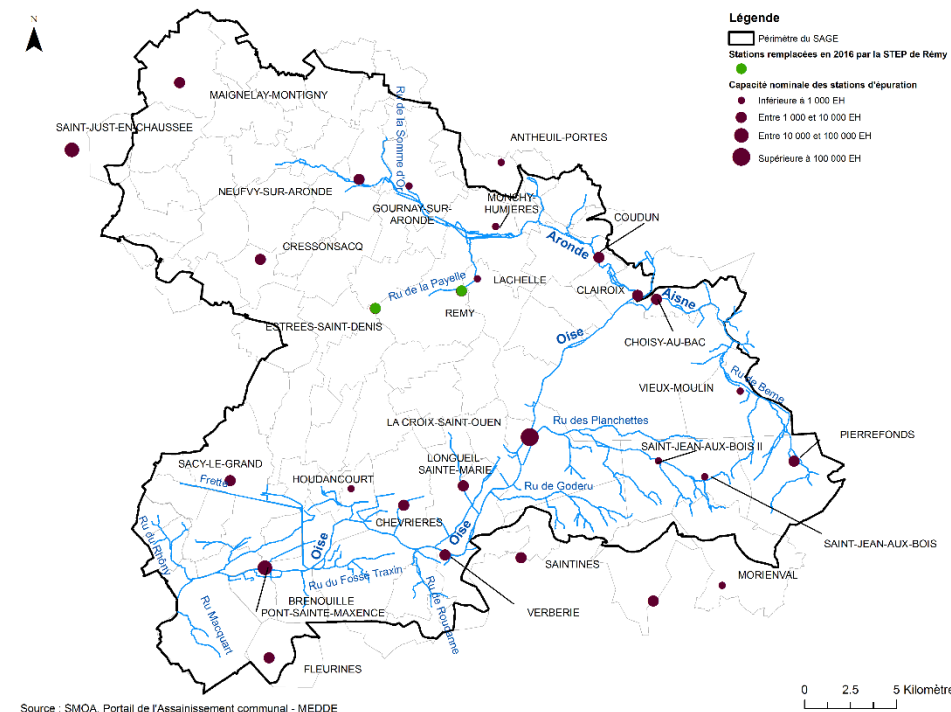 N
Légende
Périmètre du SAGE
Stations remplacées en 2016 par la STEP de Rémy
Capacité nominale des stations d'épuration
Inférieure à 1 000 EH
Entre 1 000 et 10 000 EH
Entre 10 000 et 100 000 EH
Supérieure à 100 000 EH
MAIGNELAY-MONTIGNY
SAINT-JUST-EN-CHAUSSEE
Ru de la Somme d'Or
ANTHEUIL-PORTES
NEUFVY-SUR-ARONDE
GOURNAY-SUR-
ARONDE
MONCHY-
HUMIERES
COUDUN
CRESSONSACQ
Aronde
LACHELLE
Ru de la Payelle
CLAIROIX
Aisne
REMY
ESTREES-SAINT-DENIS
Oise
CHOISY-AU-BAC
VIEUX-MOULIN
Ru de Berne
LA CROIX-SAINT-OUEN
Ru des Planchettes
PIERREFONDS
SAINT-JEAN-AUX-BOIS II
SACY-LE-GRAND
LONGUEIL-
SAINTE-MARIE
HOUDANCOURT
Frette
Ru de Goderu
CHEVRIERES
Ru du Rhôny
Oise
Oise
SAINT-JEAN-AUX-BOIS
SAINTINES
Ru du Fossé Traxin
MORIENVAL
BRENOUILLE
PONT-SAINTE-MAXENCE
VERBERIE
Ru Macquart
Ru de Roucanne
FLEURINES
0 2.5 5 Kilomètre
Source : SMOA, Portail de l'Assainissement communal - MEDDE